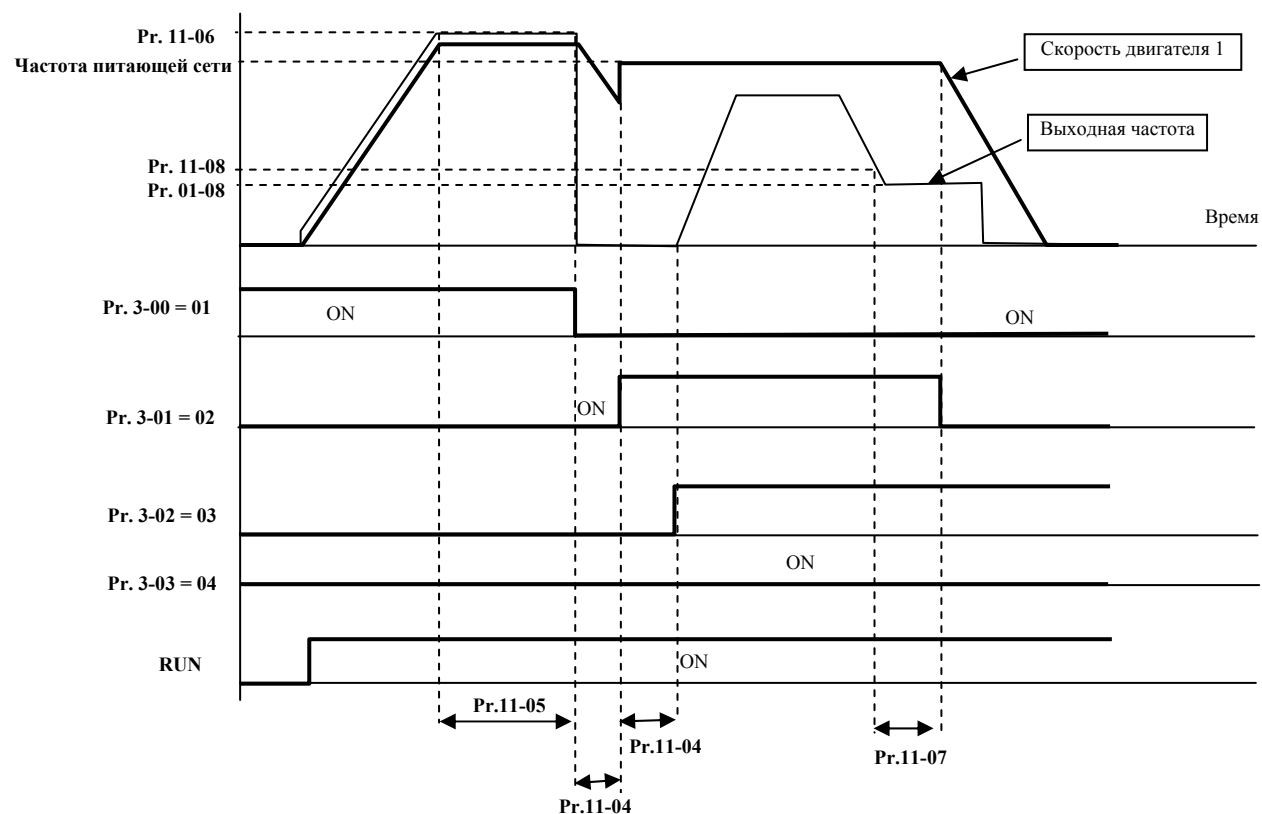 Pr. 11-06
Частота питающей сети
Скорость двигателя 1
Выходная частота
Pr. 11-08
Pr. 01-08
Время
Pr. 3-00 = 01
ON
ON
Pr. 3-01 = 02
ON
Pr. 3-02 = 03
ON
Pr. 3-03 = 04
RUN
ON
Pr.11-05
Pr.11-04
Pr.11-07
Pr.11-04